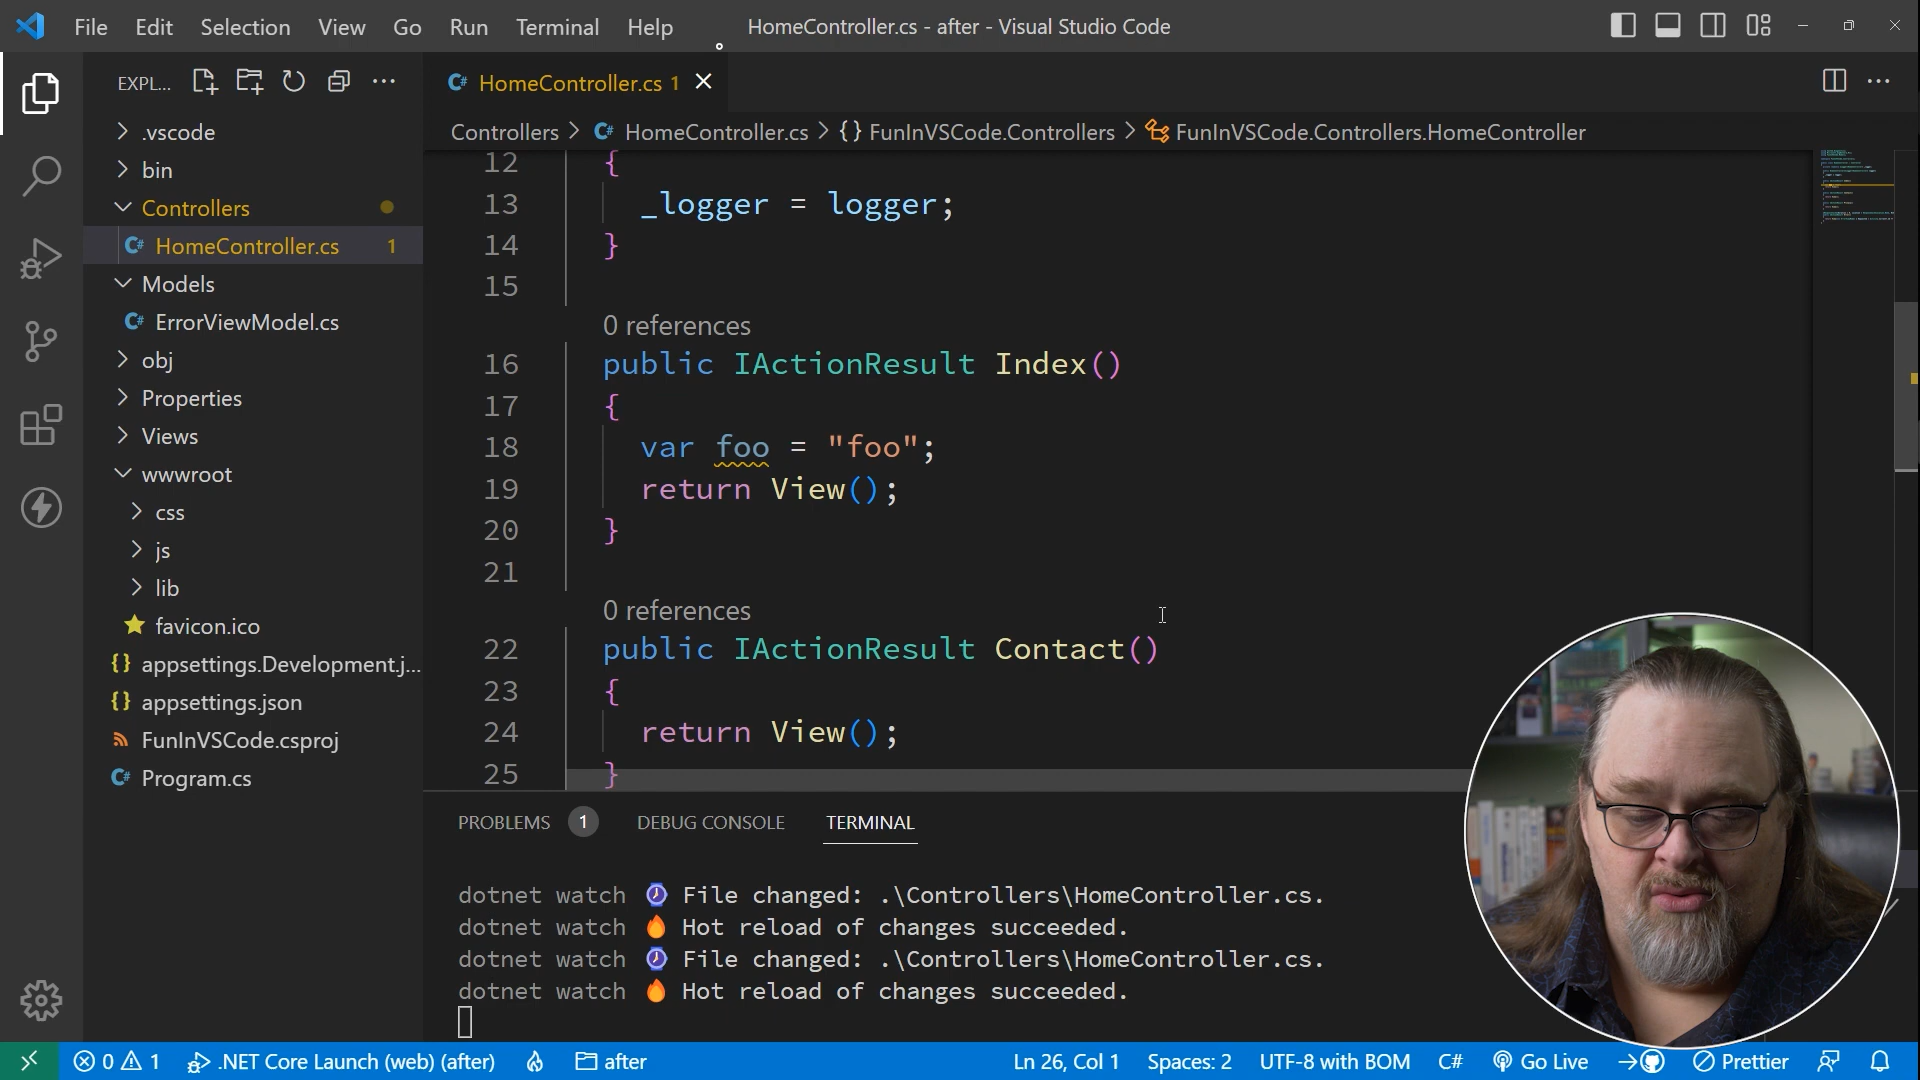 File Edit Selection View Go Run Terminal Help HomeController.cs - after - Visual Studio Code
EXPL...
.vscode
bin
Controllers
HomeController.cs 1
Models
ErrorViewModel.cs
obj
Properties
Views
wwwroot
css
js
lib
favicon.ico
{} appsettings.Development.j...
{} appsettings.json
FunInVSCode.csproj
C# Program.cs
C# HomeController.cs 1
Controllers > C# HomeController.cs > {} FunInVSCode.Controllers > FunInVSCode.Controllers.HomeController
12 {
13 _logger = logger;
14 }
15
0 references
16 public IActionResult Index()
17 {
18 var foo = "foo";
19 return View();
20 }
21
0 references
22 public IActionResult Contact()
23 {
24 return View();
25 }
PROBLEMS 1 DEBUG CONSOLE TERMINAL
dotnet watch ⌚ File changed: .\Controllers\HomeController.cs.
dotnet watch 🔥 Hot reload of changes succeeded.
dotnet watch ⌚ File changed: .\Controllers\HomeController.cs.
dotnet watch 🔥 Hot reload of changes succeeded.
0 1 .NET Core Launch (web) (after) after Ln 26, Col 1 Spaces: 2 UTF-8 with BOM C# Go Live Prettier